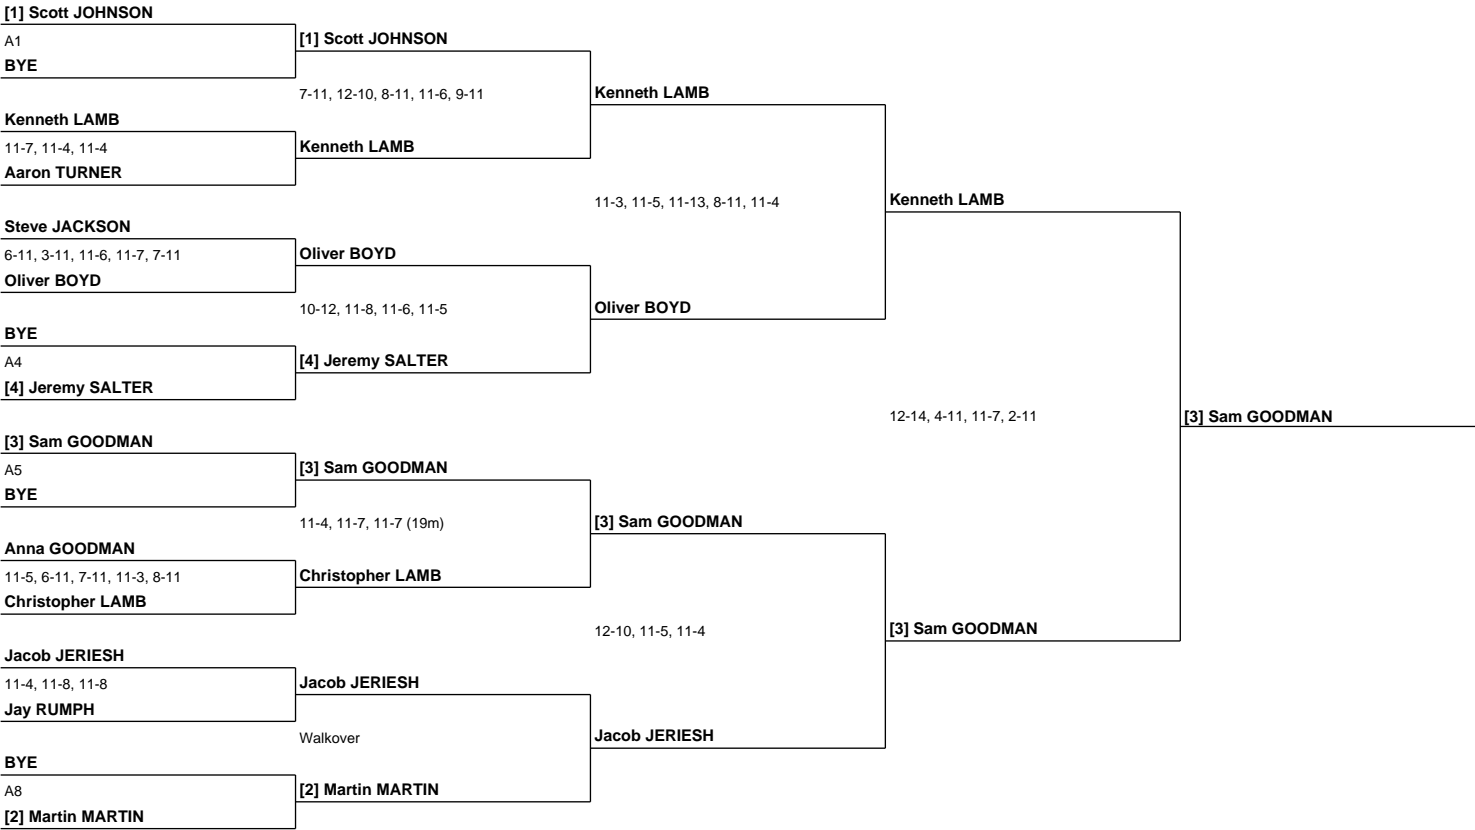 [1] Scott JOHNSON
A1
BYE
Kenneth LAMB
11-7, 11-4, 11-4
Aaron TURNER
Steve JACKSON
6-11, 3-11, 11-6, 11-7, 7-11
Oliver BOYD
BYE
A4
[4] Jeremy SALTER
[3] Sam GOODMAN
A5
BYE
Anna GOODMAN
11-5, 6-11, 7-11, 11-3, 8-11
Christopher LAMB
Jacob JERIESH
11-4, 11-8, 11-8
Jay RUMPH
BYE
A8
[2] Martin MARTIN
[1] Scott JOHNSON
7-11, 12-10, 8-11, 11-6, 9-11
Kenneth LAMB
Oliver BOYD
10-12, 11-8, 11-6, 11-5
[4] Jeremy SALTER
[3] Sam GOODMAN
11-4, 11-7, 11-7 (19m)
Christopher LAMB
Jacob JERIESH
Walkover
[2] Martin MARTIN
Kenneth LAMB
11-3, 11-5, 11-13, 8-11, 11-4
Oliver BOYD
[3] Sam GOODMAN
12-10, 11-5, 11-4
Jacob JERIESH
Kenneth LAMB
12-14, 4-11, 11-7, 2-11
[3] Sam GOODMAN
[3] Sam GOODMAN